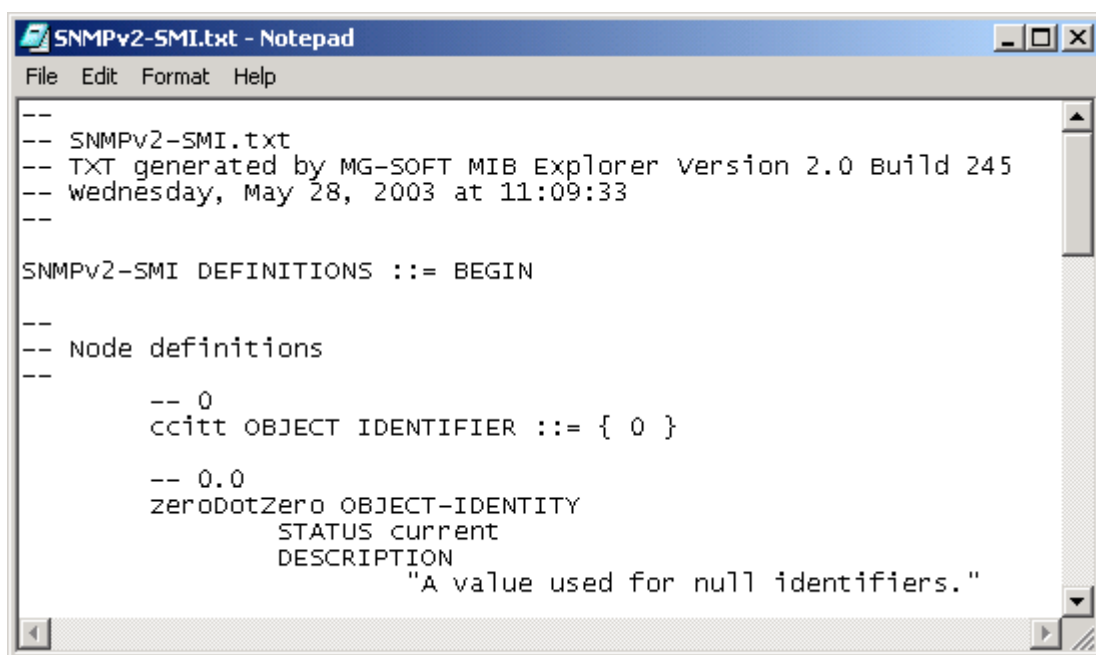 SNMPv2-SMI.txt - Notepad
File Edit Format Help
--
-- SNMPv2-SMI.txt
-- TXT generated by MG-SOFT MIB Explorer Version 2.0 Build 245
-- Wednesday, May 28, 2003 at 11:09:33
--
SNMPv2-SMI DEFINITIONS ::= BEGIN
--
-- Node definitions
--
-- 0
ccitt OBJECT IDENTIFIER ::= { 0 }
-- 0.0
zeroDotZero OBJECT-IDENTITY
STATUS current
DESCRIPTION
"A value used for null identifiers."